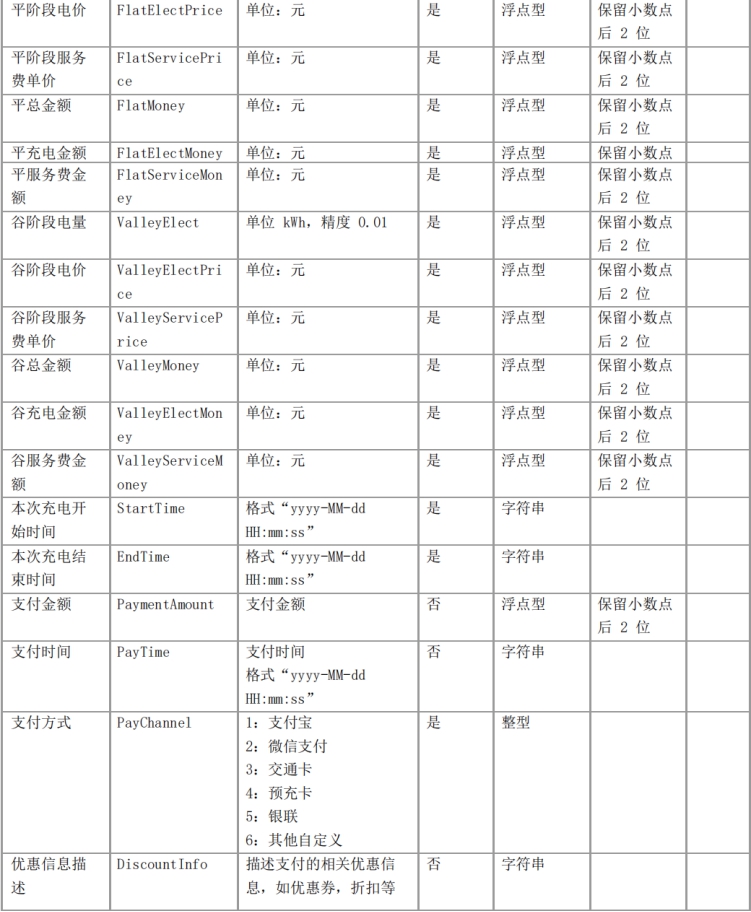 平阶段电价 FlatElectPrice 单位：元 是 浮点型 保留小数点
后 2 位
平阶段服务 FlatServicePri 单位：元 是 浮点型 保留小数点
费单价 ce 后 2 位
平总金额 FlatMoney 单位：元 是 浮点型 保留小数点
后 2 位
平充电金额 FlatElectMoney 单位：元 是 浮点型 保留小数点
平服务费金 FlatServiceMon 单位：元 是 浮点型 保留小数点
额 ey 后 2 位
谷阶段电量 ValleyElect 单位 kWh，精度 0.01 是 浮点型 保留小数点
后 2 位
谷阶段电价 ValleyElectPri 单位：元 是 浮点型 保留小数点
ce 后 2 位
谷阶段服务 ValleyServiceP 单位：元 是 浮点型 保留小数点
费单价 rice 后 2 位
谷总金额 ValleyMoney 单位：元 是 浮点型 保留小数点
后 2 位
谷充电金额 ValleyElectMon 单位：元 是 浮点型 保留小数点
ey 后 2 位
谷服务费金 ValleyServiceM 单位：元 是 浮点型 保留小数点
额 oney 后 2 位
本次充电开 StartTime 格式“yyyy-MM-dd 是 字符串
始时间 HH:mm:ss”
本次充电结 EndTime 格式“yyyy-MM-dd 是 字符串
束时间 HH:mm:ss”
支付金额 PaymentAmount 支付金额 否 浮点型 保留小数点
后 2 位
支付时间 PayTime 支付时间 否 字符串
格式“yyyy-MM-dd
HH:mm:ss”
支付方式 PayChannel 1：支付宝 是 整型
2：微信支付
3：交通卡
4：预充卡
5：银联
6：其他自定义
优惠信息描 DiscountInfo 描述支付的相关优惠信 否 字符串
述 息，如优惠券，折扣等